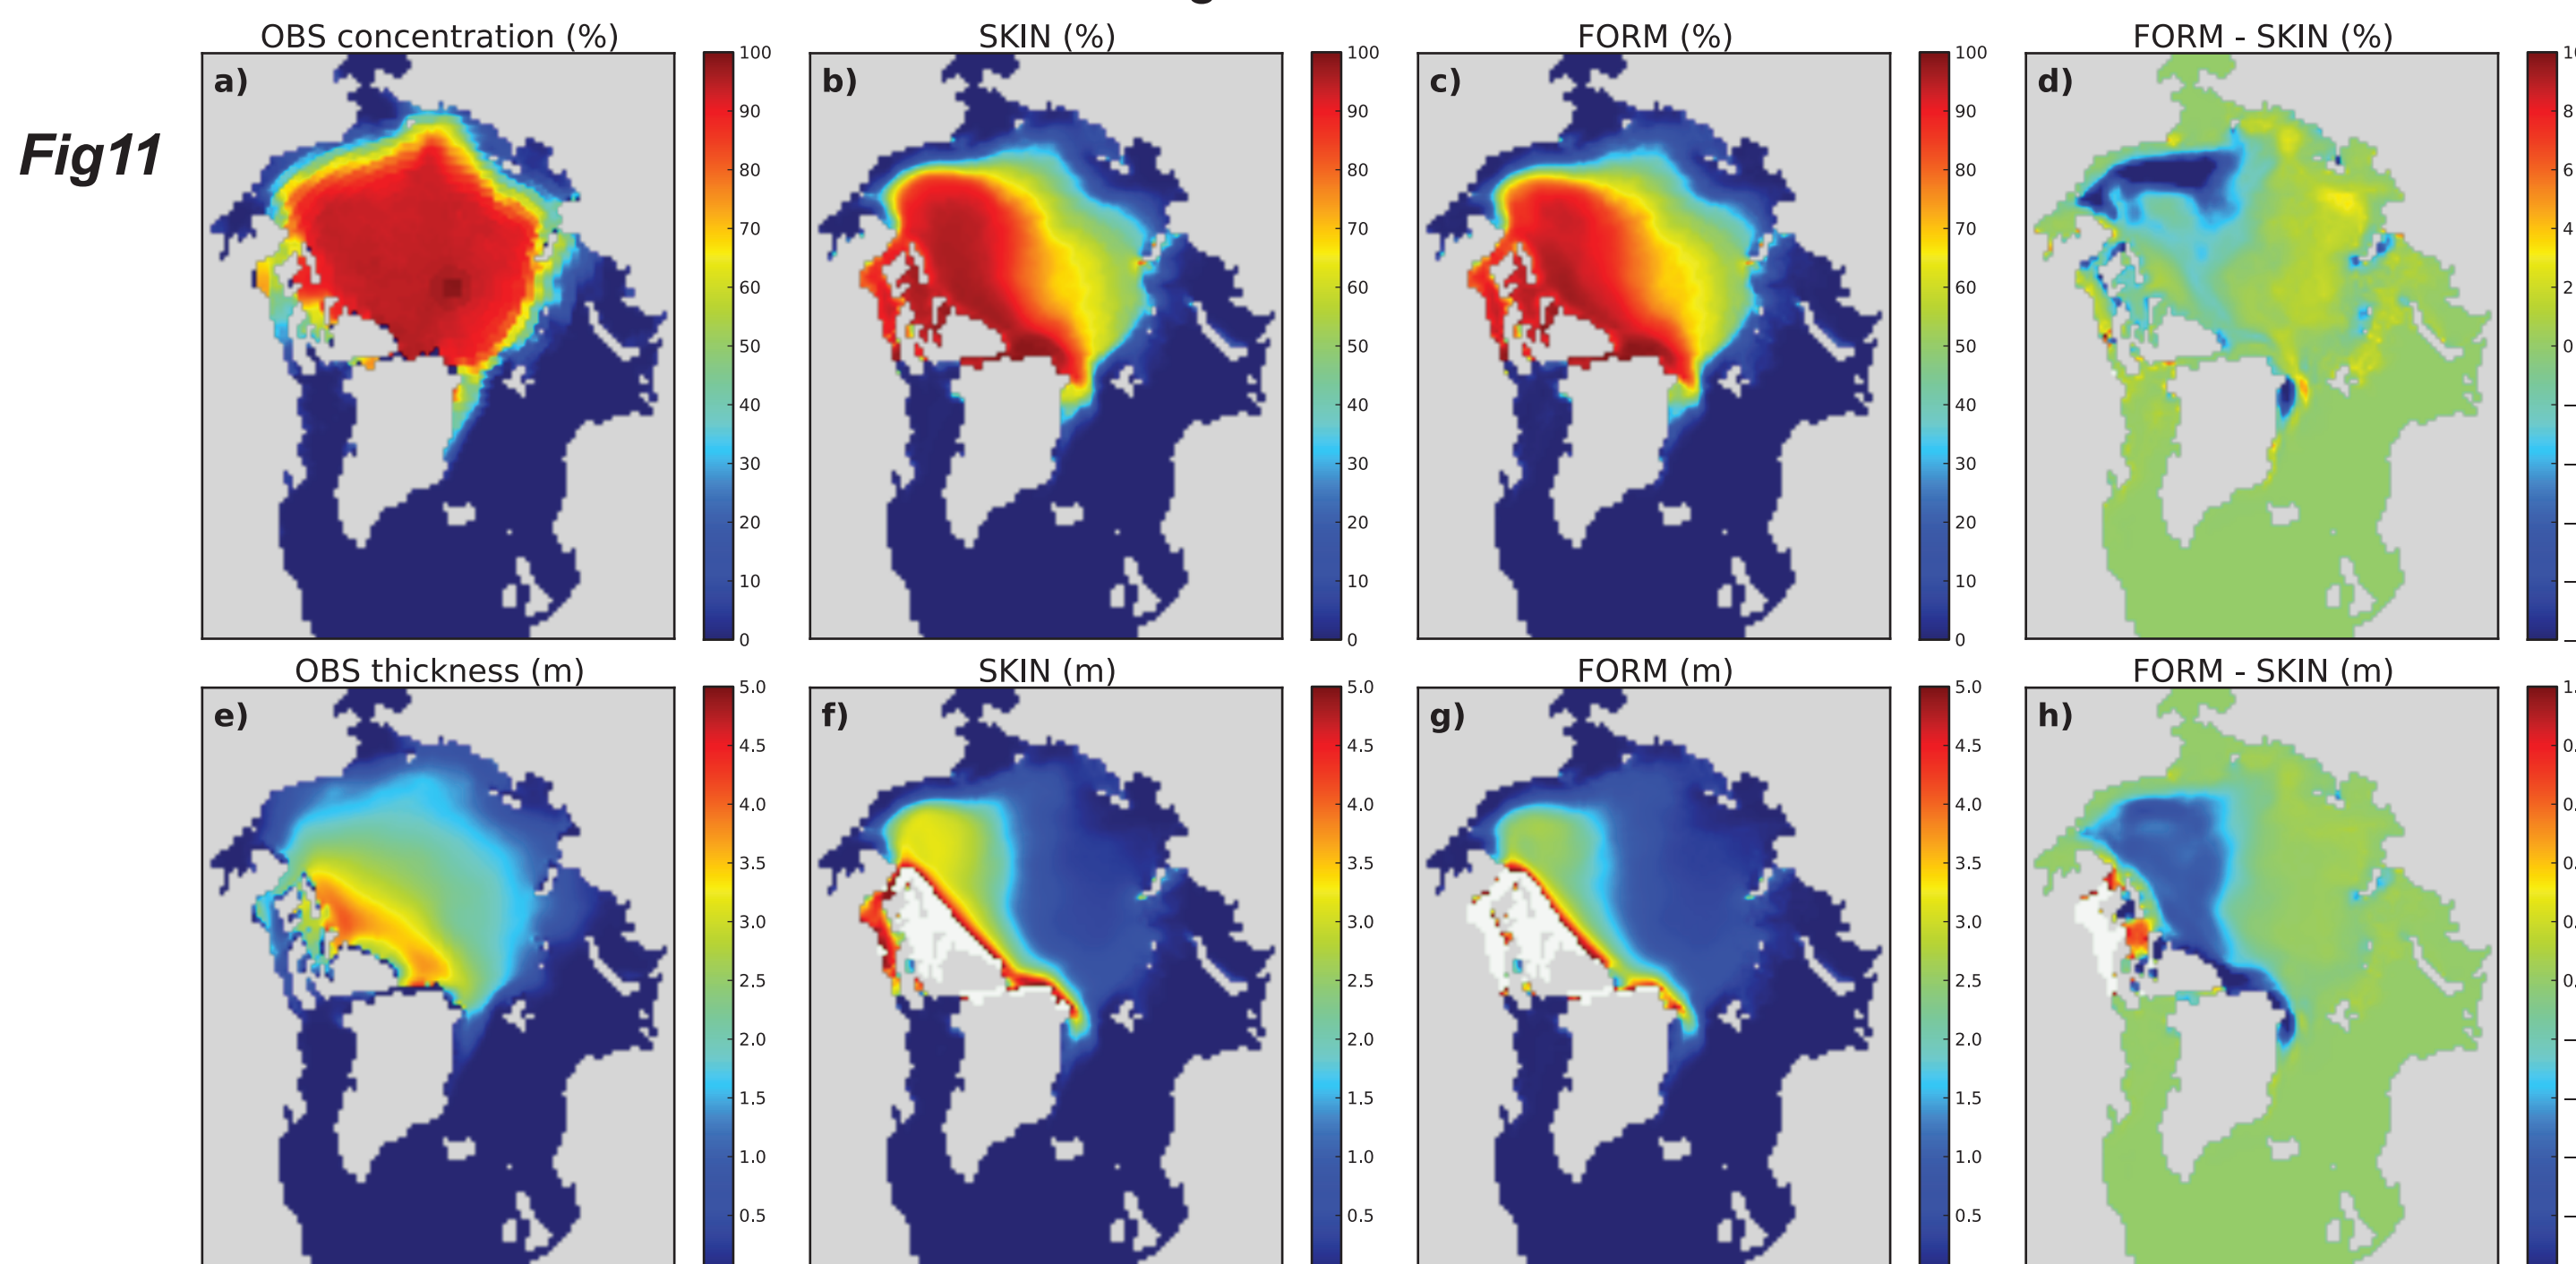 OBS concentration (%) SKIN (%) FORM (%) FORM - SKIN (%)
Fig11
a) b) c) d)
100 90 80 70 60 50 40 30 20 10 0
100 90 80 70 60 50 40 30 20 10 0
100 90 80 70 60 50 40 30 20 10 0
8 6 4 2 0
OBS thickness (m) SKIN (m) FORM (m) FORM - SKIN (m)
e) f) g) h)
5.0 4.5 4.0 3.5 3.0 2.5 2.0 1.5 1.0 0.5
5.0 4.5 4.0 3.5 3.0 2.5 2.0 1.5 1.0 0.5
5.0 4.5 4.0 3.5 3.0 2.5 2.0 1.5 1.0 0.5